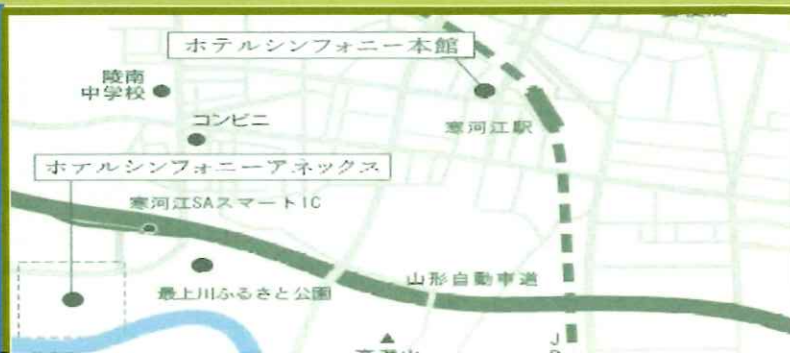 ホテルシンフォニー本館
陵南
中学校
コンビニ
寒河江駅
ホテルシンフォニーアネックス
寒河江SAスマートIC
最上川ふるさと公園
山形自動車道
J